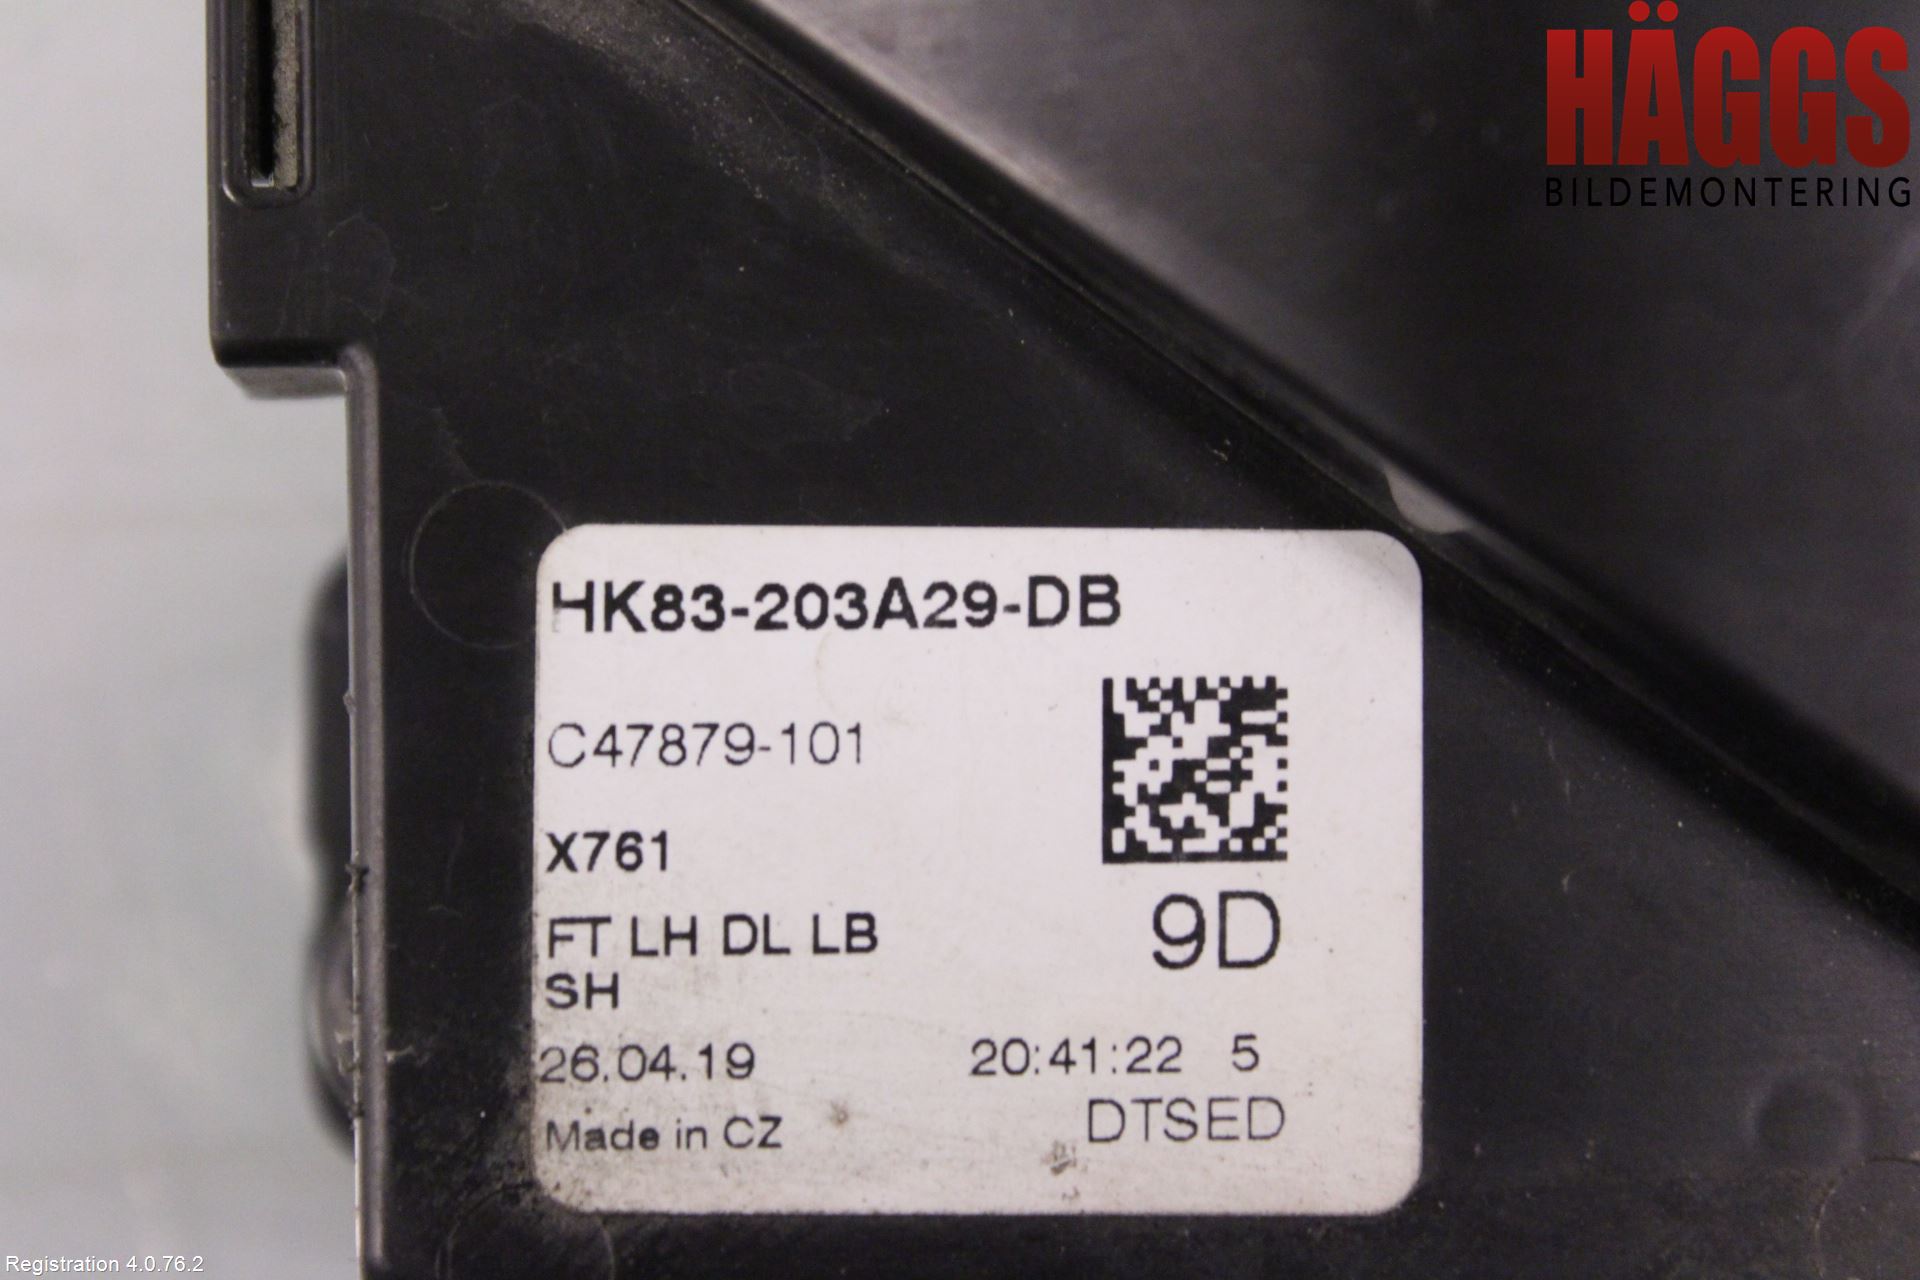 HÄGGS
BILDEMONTERING
HK83-203A29-DB
C47879-101
X761
9D
FT LH DL LB
SH
26.04.19 20:41:22 5
Made in CZ DTSED
Registration 4.0.76.2